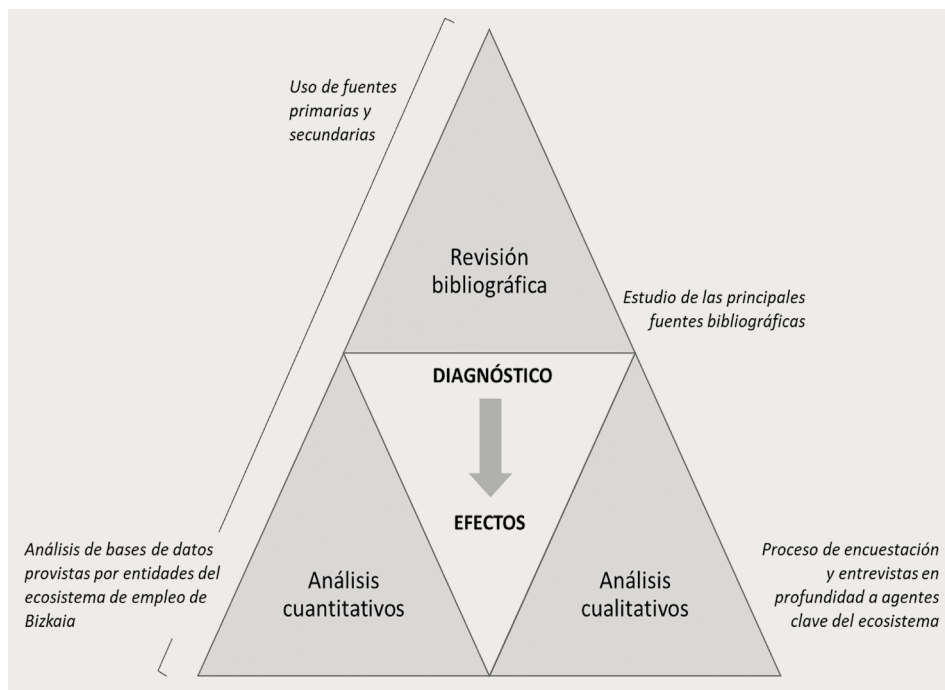 Uso de fuentes
primarias y
secundarias
Revisión
bibliográfica
Estudio de las principales
fuentes bibliográficas
DIAGNÓSTICO
EFECTOS
Análisis de bases de datos
provistas por entidades del
ecosistema de empleo de
Bizkaia
Análisis
cuantitativos
Análisis
cualitativos
Proceso de encuestación
y entrevistas en
profundidad a agentes
clave del ecosistema